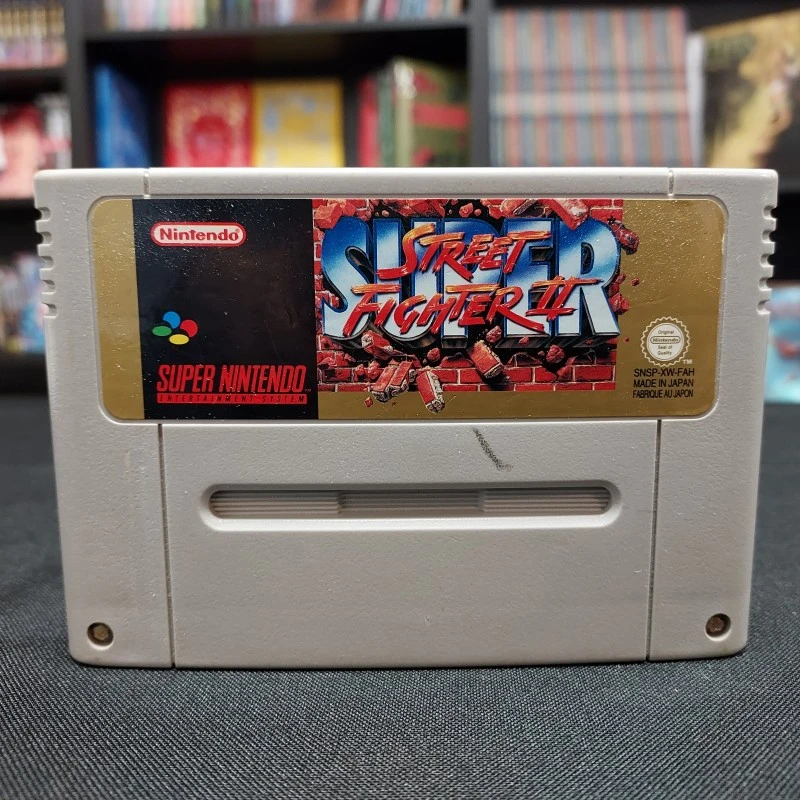 Nintendo
SUPER NINTENDO
ENTERTAINMENT SYSTEM
SUPER
STREET
FIGHTER II
Original
Nintendo
Seal of
Quality
TM
SNSP-XW-FAH
MADE IN JAPAN
FABRIQUE AU JAPON